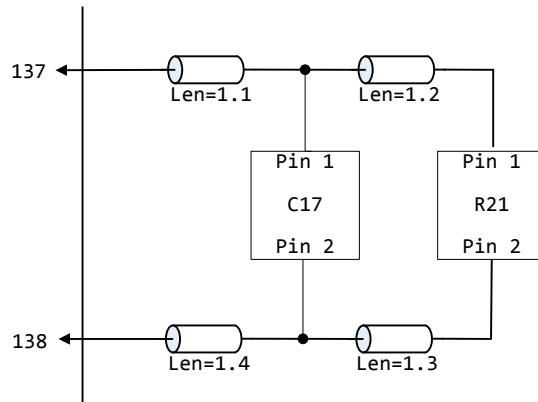 137
Len=1.1
Len=1.2
Pin 1
C17
Pin 2
Pin 1
R21
Pin 2
138
Len=1.4
Len=1.3